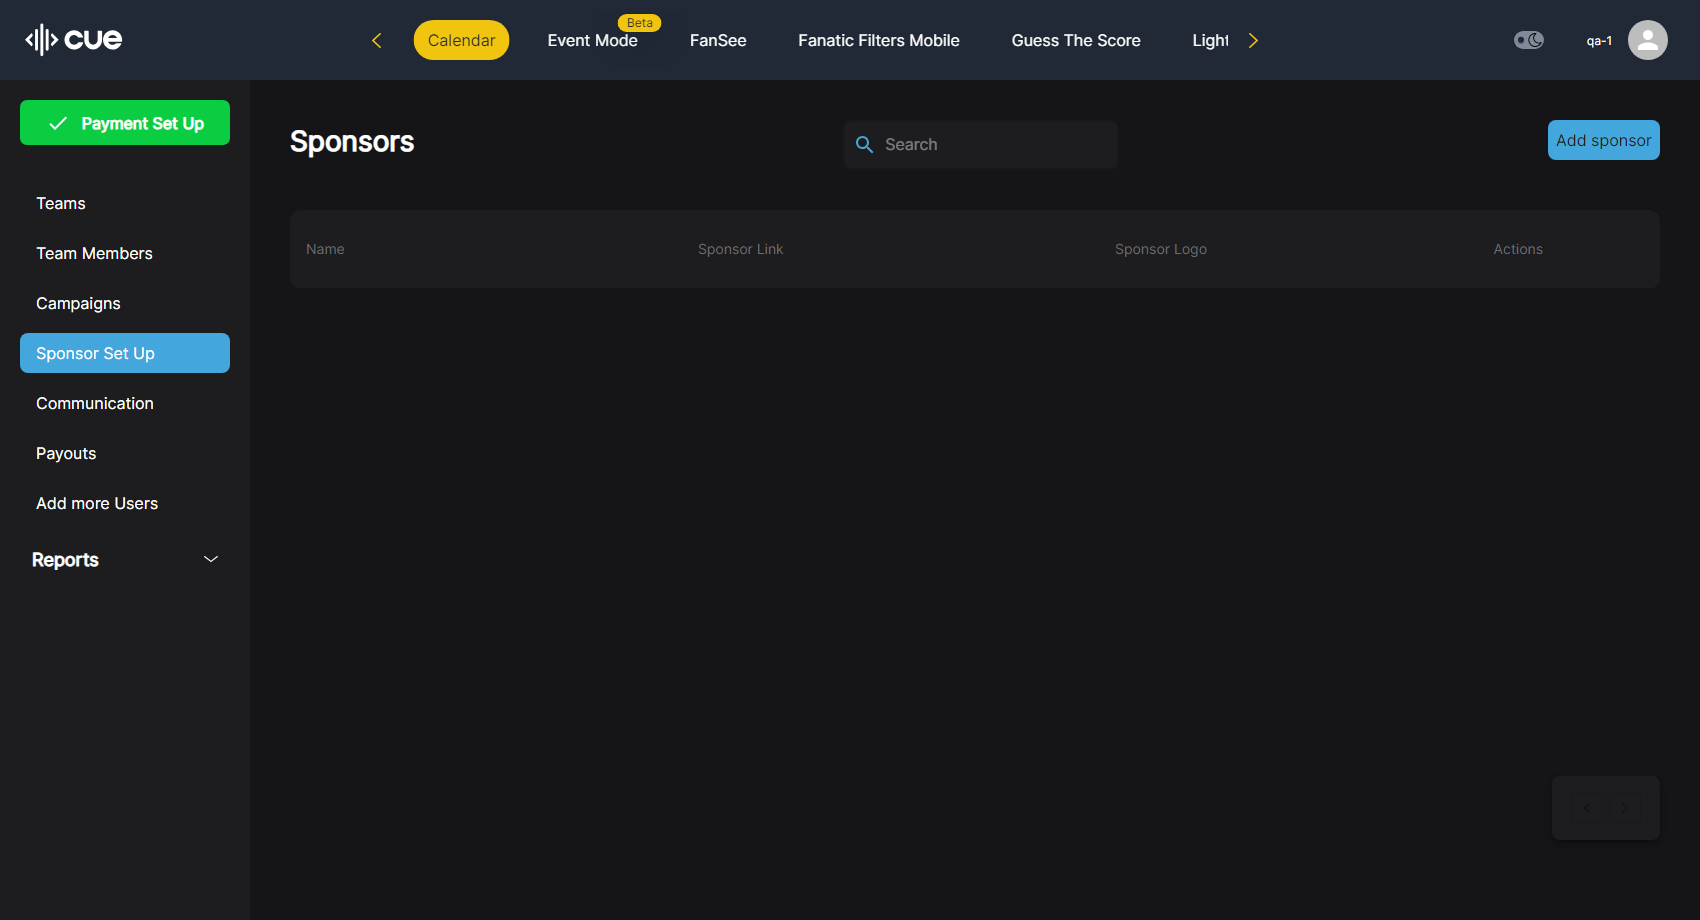 cue
Calendar
Event Mode
Beta
FanSee
Fanatic Filters Mobile
Guess The Score
Light
qa-1
Payment Set Up
Teams
Team Members
Campaigns
Sponsor Set Up
Communication
Payouts
Add more Users
Reports
Sponsors
Search
Add sponsor
Name
Sponsor Link
Sponsor Logo
Actions